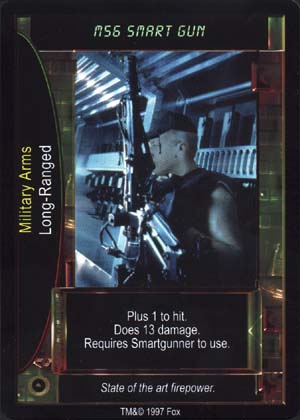 M56 SMART GUN
Military Arms
Long-Ranged
Plus 1 to hit.
Does 13 damage.
Requires Smartgunner to use.
State of the art firepower.
TM&© 1997 Fox